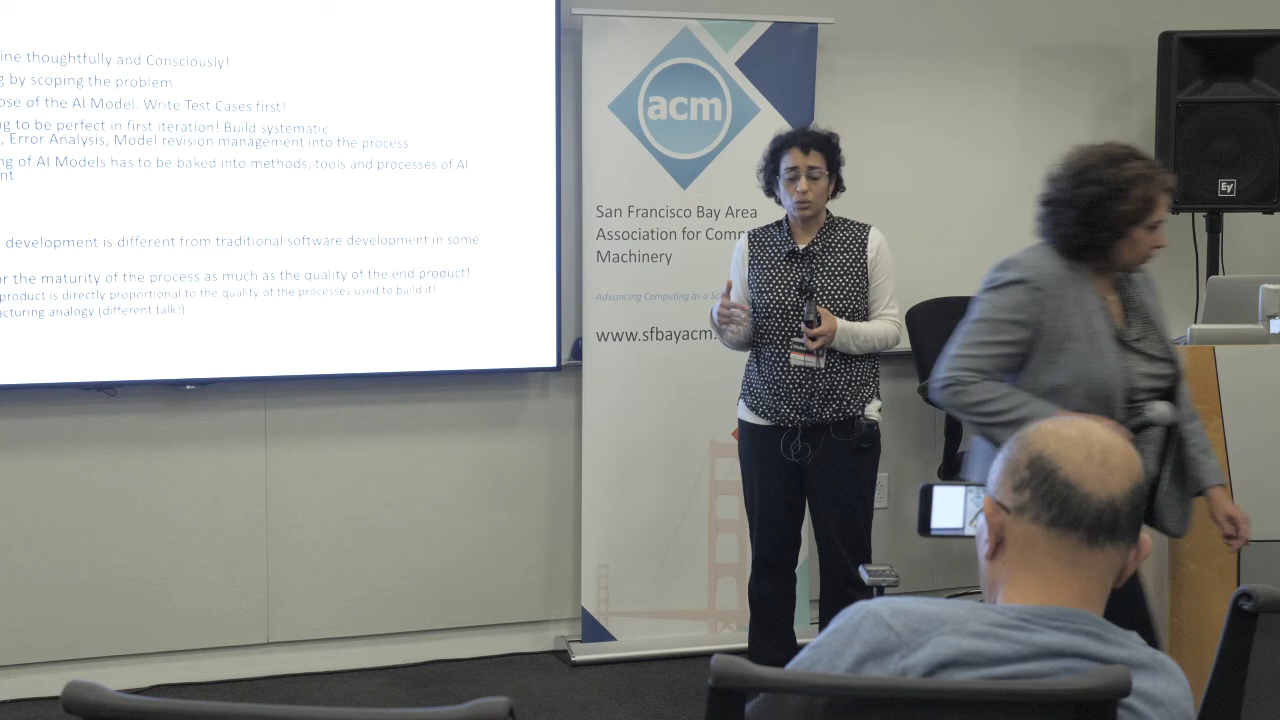 ine thoughtfully and Consciously!
g by scoping the problem
ose of the AI Model. Write Test Cases first!
ng to be perfect in first iteration! Build systematic
, Error Analysis, Model revision management into the process
ng of AI Models has to be baked into methods, tools and processes of AI
nt
development is different from traditional software development in some
or the maturity of the process as much as the quality of the end product!
product is directly proportional to the quality of the processes used to build it!
acturing analogy (different talk!)
acm
San Francisco Bay Area
Association for Comp
Machinery
Advancing Computing as a Sc
www.sfbayacm.
EV